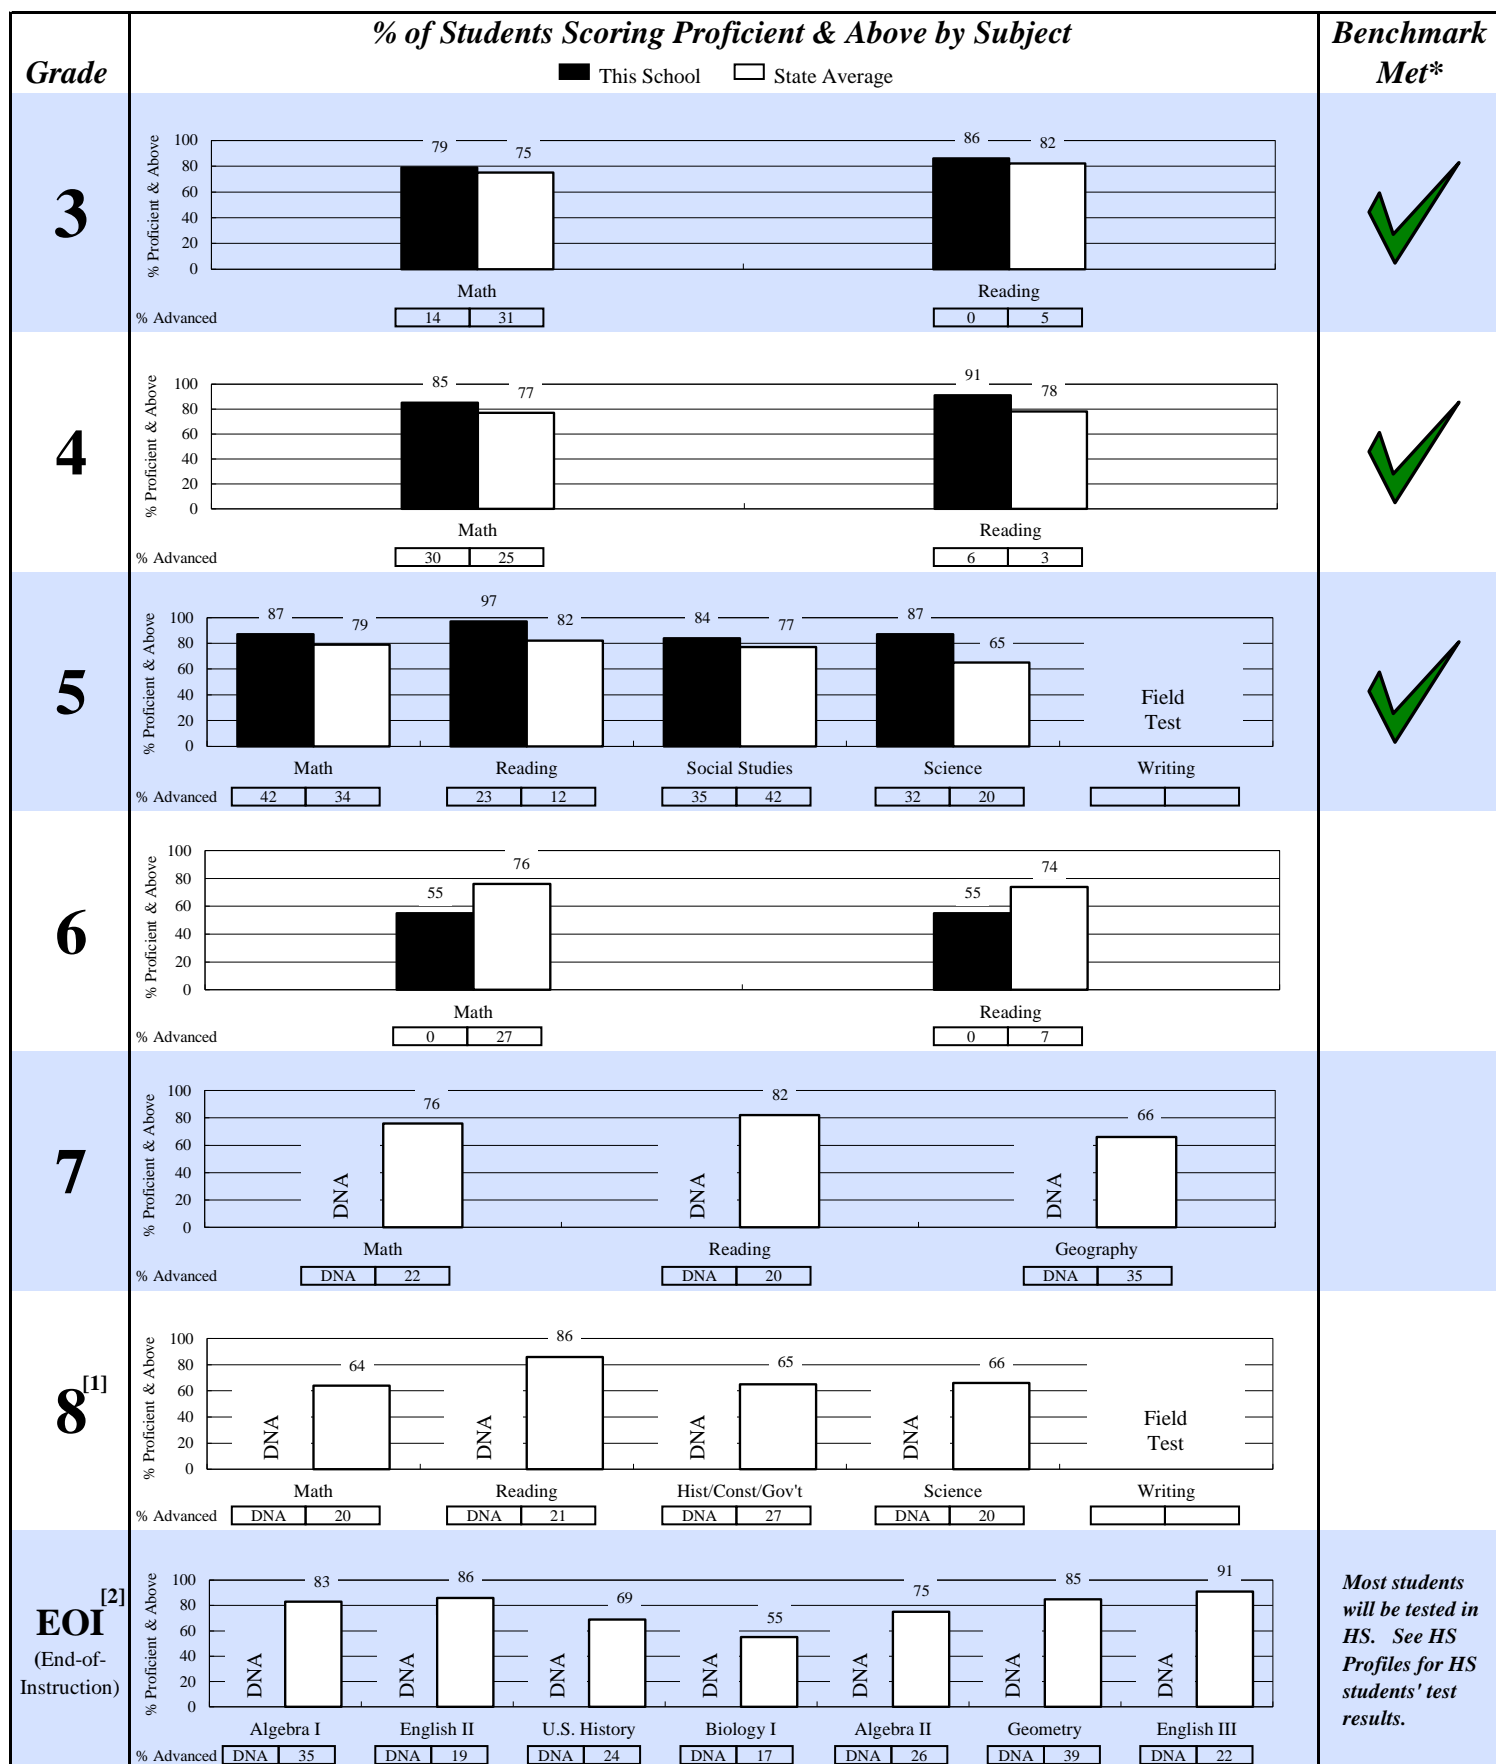 % of Students Scoring Proficient & Above by Subject
Benchmark
Met*
Grade
This School State Average
3
% Proficient & Above
100
80
60
40
20
0
79 75 86 82
Math Reading
% Advanced 14 31 0 5
4
% Proficient & Above
100
80
60
40
20
0
85 77 91 78
Math Reading
% Advanced 30 25 6 3
5
% Proficient & Above
100
80
60
40
20
0
87 79 97 82 84 77 87 65
Field
Test
Math Reading Social Studies Science Writing
% Advanced 42 34 23 12 35 42 32 20
6
% Proficient & Above
100
80
60
40
20
0
55 76 55 74
Math Reading
% Advanced 0 27 0 7
7
% Proficient & Above
100
80
60
40
20
0
DNA 76 DNA 82 DNA 66
Math Reading Geography
% Advanced DNA 22 DNA 20 DNA 35
8[1]
% Proficient & Above
100
80
60
40
20
0
DNA 64 DNA 86 DNA 65 DNA 66
Field
Test
Math Reading Hist/Const/Gov't Science Writing
% Advanced DNA 20 DNA 21 DNA 27 DNA 20
EOI[2]
(End-of-
Instruction)
% Proficient & Above
100
80
60
40
20
0
DNA 83 DNA 86 DNA 69 DNA 55 DNA 75 DNA 85 DNA 91
Algebra I English II U.S. History Biology I Algebra II Geometry English III
% Advanced DNA 35 DNA 19 DNA 24 DNA 17 DNA 26 DNA 39 DNA 22
Most students
will be tested in
HS. See HS
Profiles for HS
students' test
results.